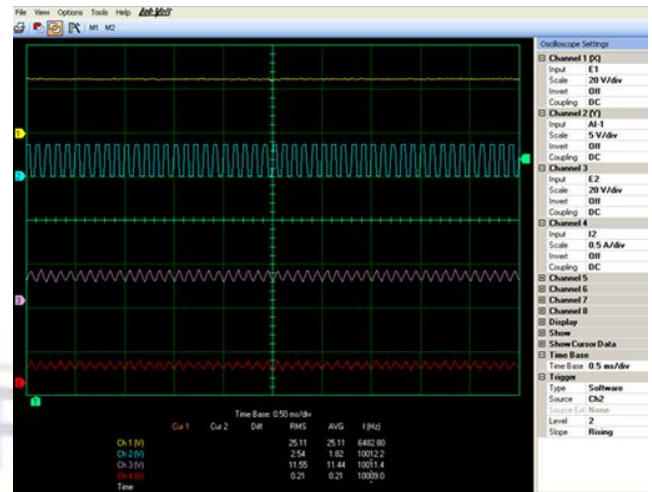 File View Options Tools Help Lab-Volt
M1 M2
Oscilloscope Settings
Channel 1 (X)
Input E1
Scale 20 V/div
Invert Off
Coupling DC
Channel 2 (Y)
Input AI-1
Scale 5 V/div
Invert Off
Coupling DC
Channel 3
Input E2
Scale 20 V/div
Invert Off
Coupling DC
Channel 4
Input I2
Scale 0.5 A/div
Invert Off
Coupling DC
Channel 5
Channel 6
Channel 7
Channel 8
Display
Show
Show Cursor Data
Time Base
Time Base 0.5 ms/div
Trigger
Type Software
Source Ch2
Source Ext None
Level 2
Slope Rising
1
2
3
Time Base: 0.50 ms/div
Cur 1 Cur 2 Diff RMS AVG f (Hz)
Ch 1 (V) 25.11 25.11 6482.80
Ch 2 (V) 2.54 1.82 10012.2
Ch 3 (V) 11.55 11.44 10011.4
Ch 4 (A) 0.21 0.21 10009.0
Time